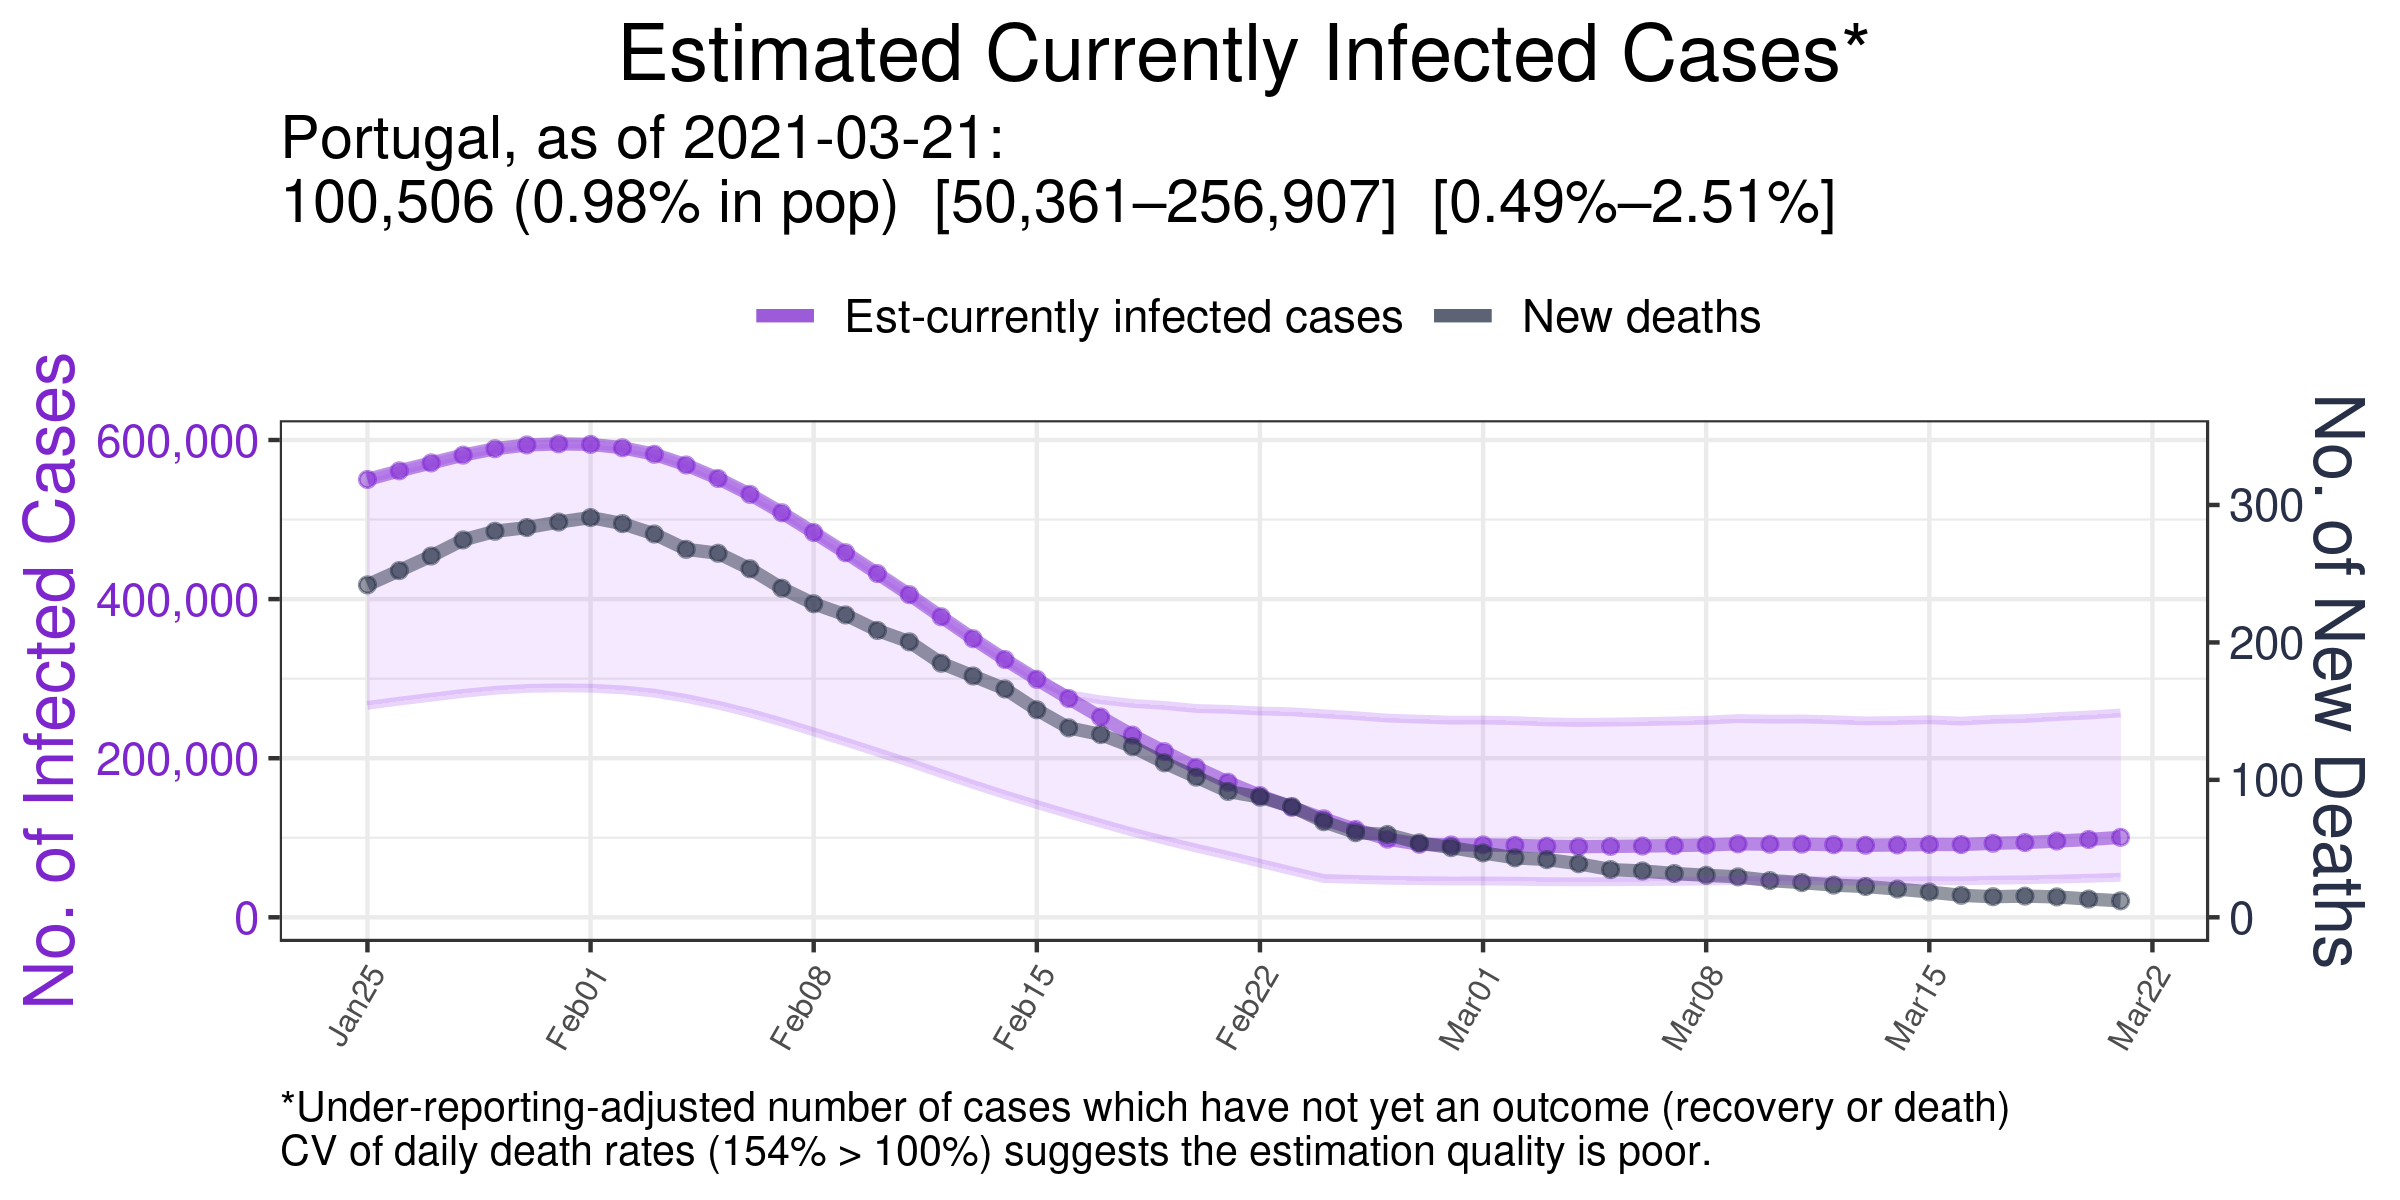 Estimated Currently Infected Cases*
Portugal, as of 2021-03-21:
100,506 (0.98% in pop)  [50,361–256,907]  [0.49%–2.51%]
Est-currently infected cases
New deaths
No. of Infected Cases
600,000
400,000
200,000
0
No. of New Deaths
300
200
100
0
Jan25
Feb01
Feb08
Feb15
Feb22
Mar01
Mar08
Mar15
Mar22
*Under-reporting-adjusted number of cases which have not yet an outcome (recovery or death)
CV of daily death rates (154% > 100%) suggests the estimation quality is poor.